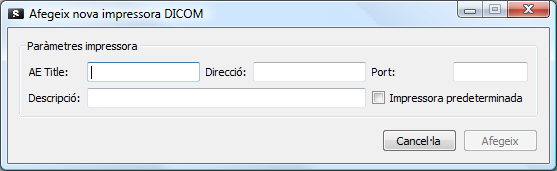 S Afegeix nova impressora DICOM
Paràmetres impressora
AE Title: Direcció: Port:
Descripció: Impressora predeterminada
Cancel·la Afegeix